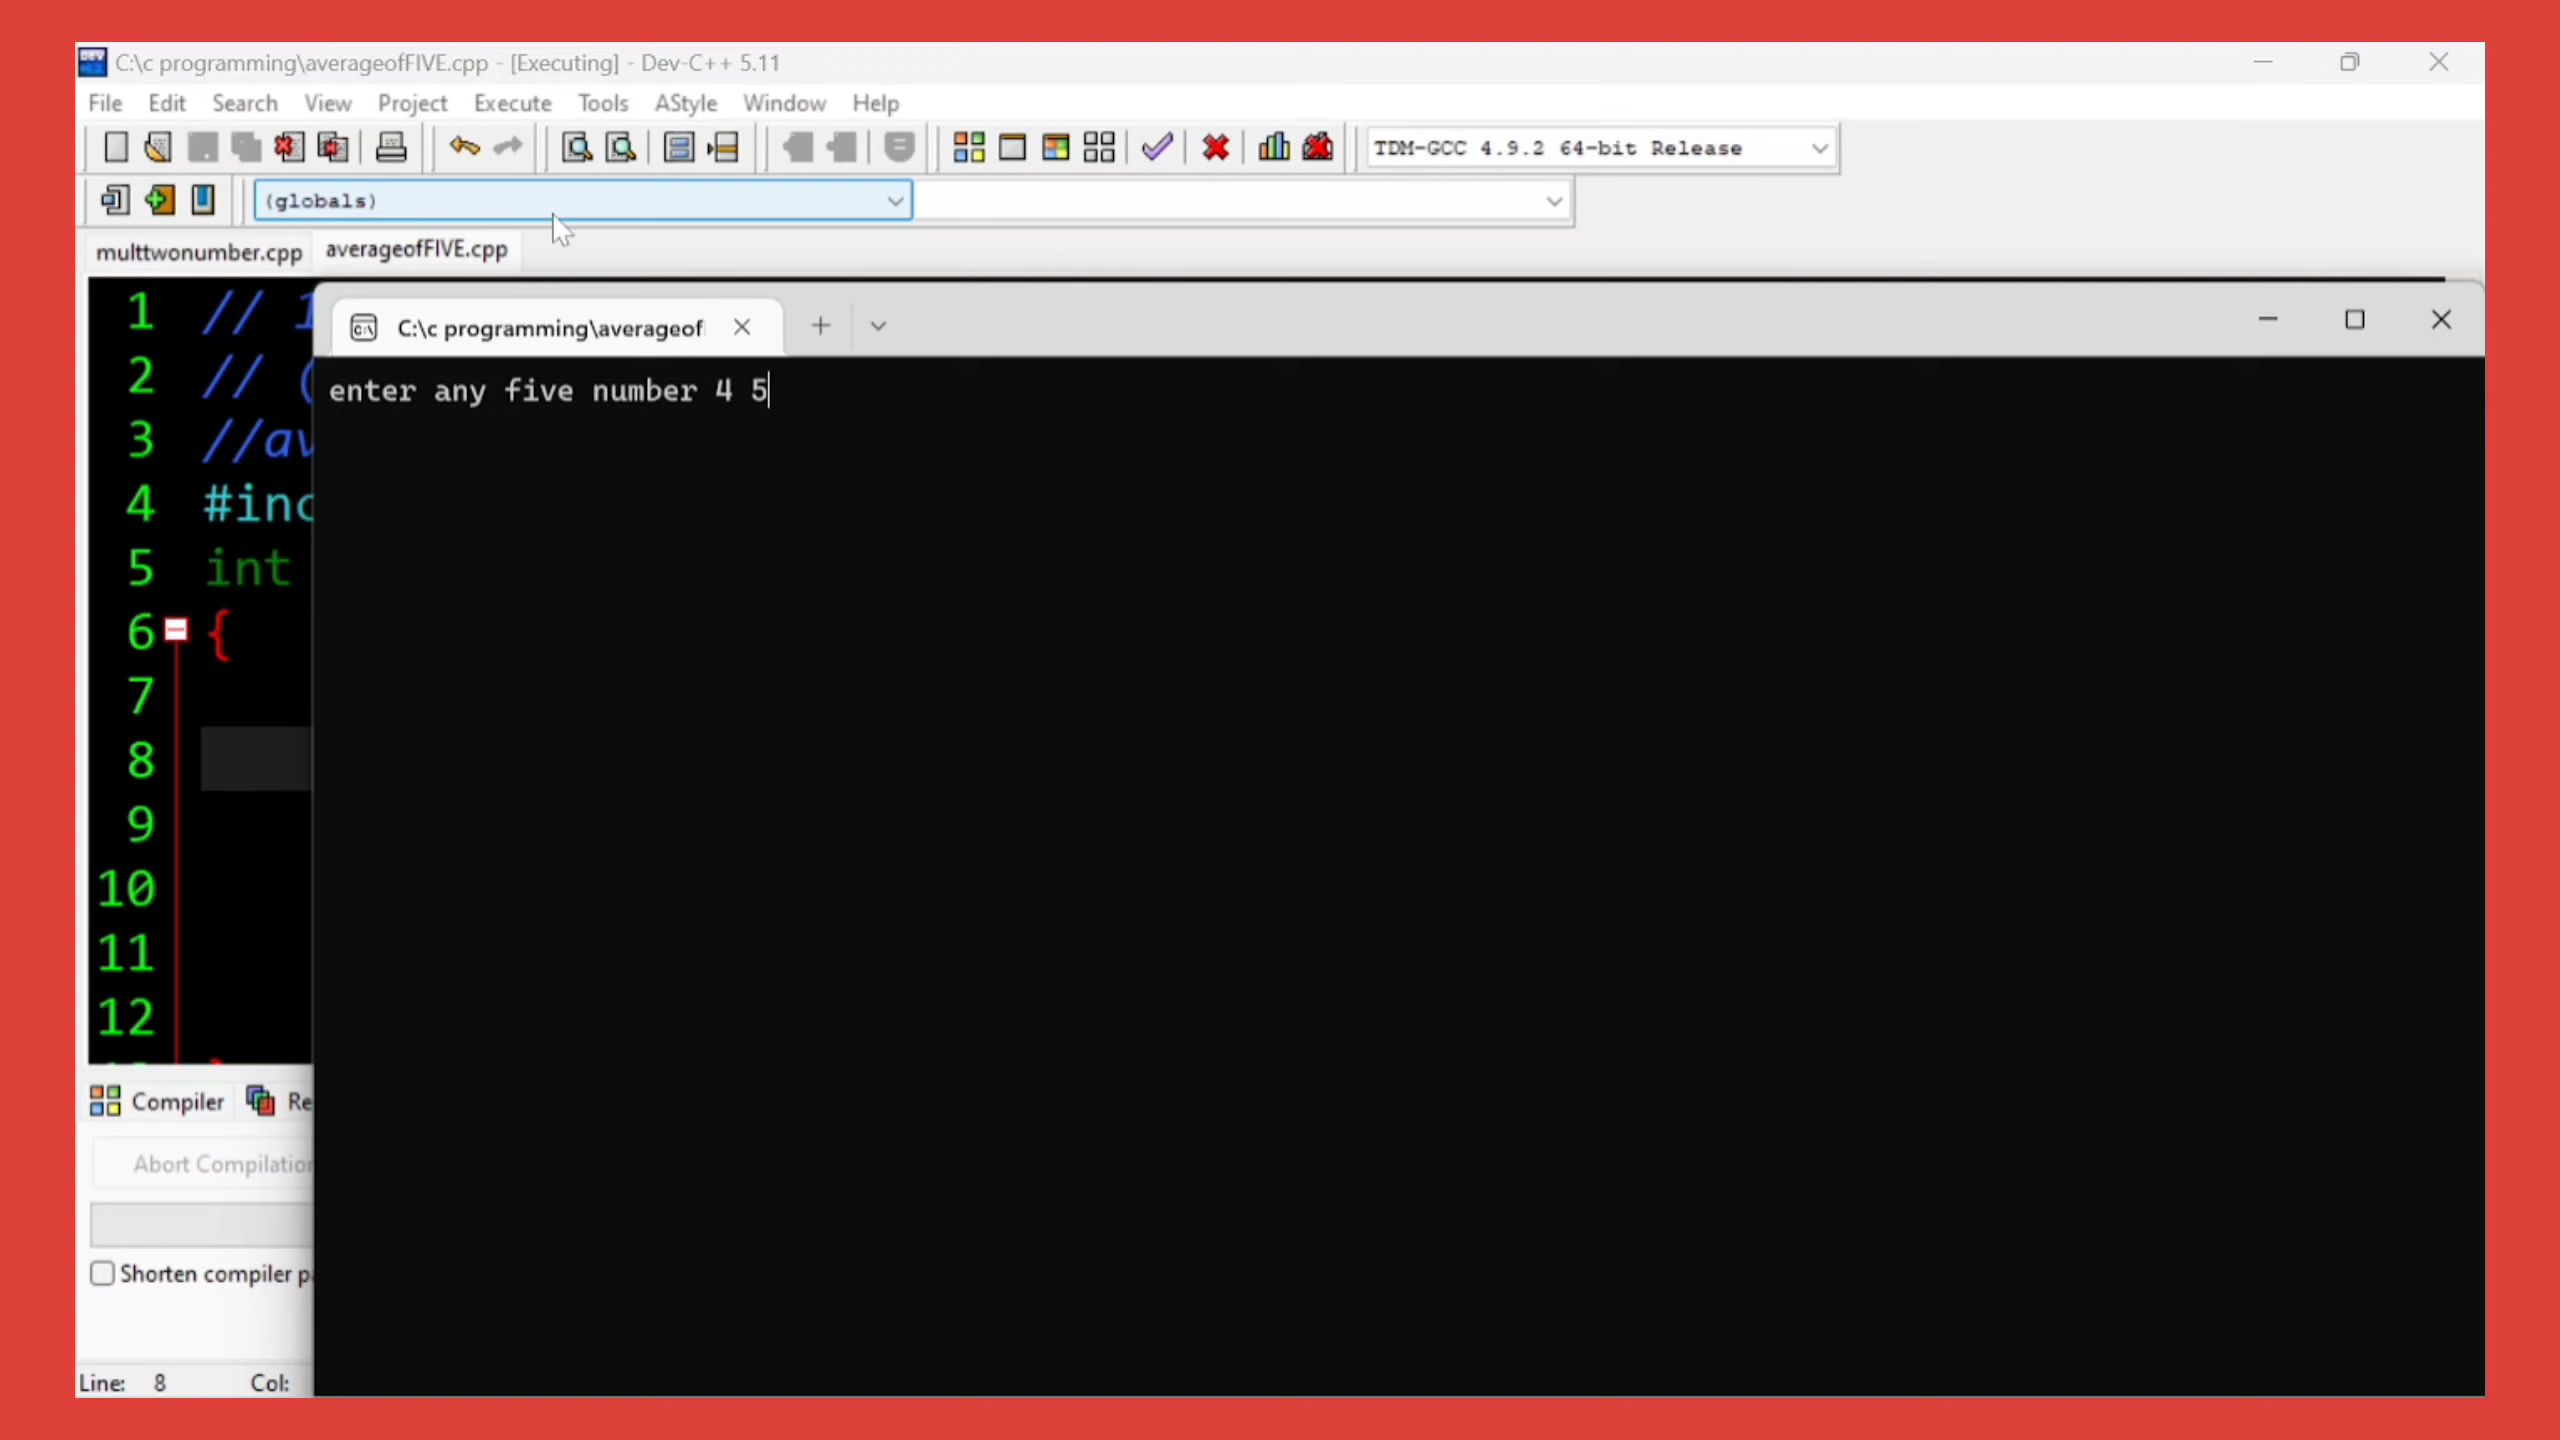 C:\c programming\averageofFIVE.cpp - [Executing] - Dev-C++ 5.11
File Edit Search View Project Execute Tools AStyle Window Help
TDM-GCC 4.9.2 64-bit Release
(globals)
multtwonumber.cpp averageofFIVE.cpp
C:\c programming\averageof
enter any five number 4 5
1 //
2 // (
3 //av
4 #inc
5 int
6 {
7
8
9
10
11
12
Compiler Re
Abort Compilation
Shorten compiler p
Line: 8 Col: